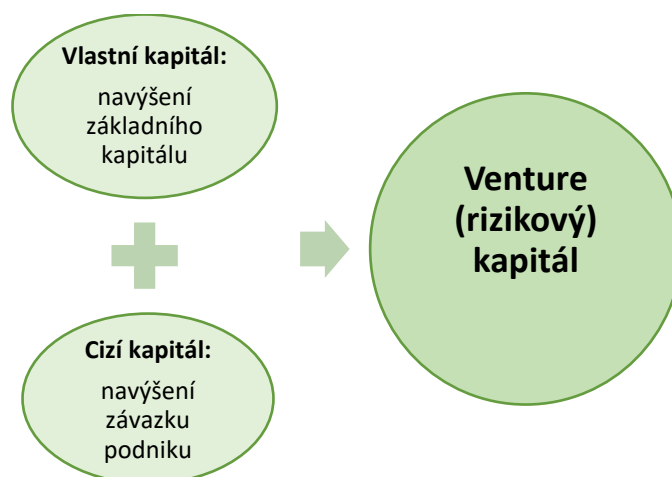 Vlastní kapitál:
navýšení
základního
kapitálu
Cizí kapitál:
navýšení
závazku
podniku
Venture
(rizikový)
kapitál